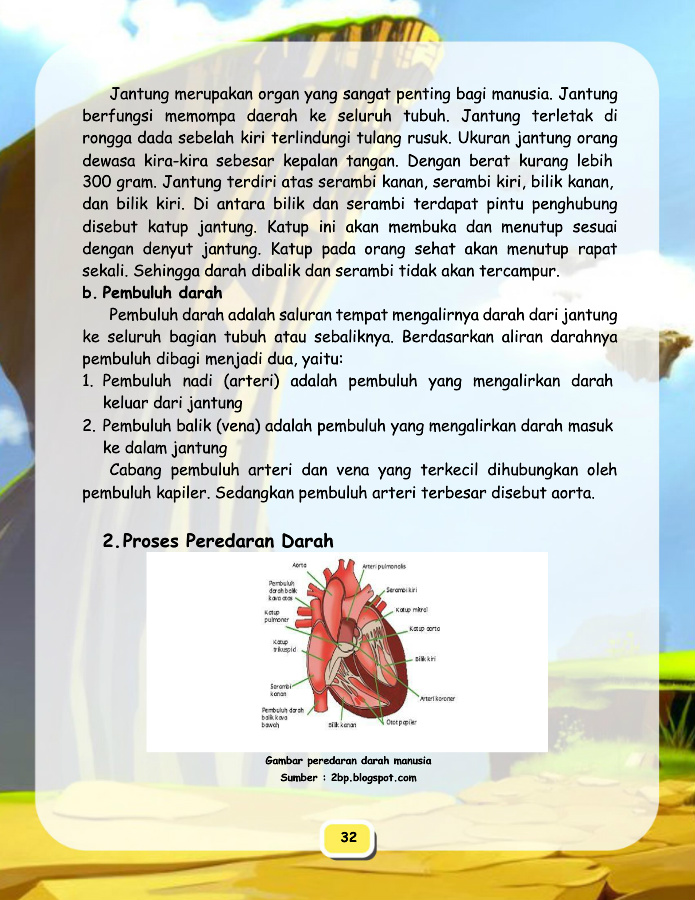 Jantung merupakan organ yang sangat penting bagi manusia. Jantung
berfungsi memompa daerah ke seluruh tubuh. Jantung terletak di
rongga dada sebelah kiri terlindungi tulang rusuk. Ukuran jantung orang
dewasa kira-kira sebesar kepalan tangan. Dengan berat kurang lebih
300 gram. Jantung terdiri atas serambi kanan, serambi kiri, bilik kanan,
dan bilik kiri. Di antara bilik dan serambi terdapat pintu penghubung
disebut katup jantung. Katup ini akan membuka dan menutup sesuai
dengan denyut jantung. Katup pada orang sehat akan menutup rapat
sekali. Sehingga darah dibalik dan serambi tidak akan tercampur.
b. Pembuluh darah
Pembuluh darah adalah saluran tempat mengalirnya darah dari jantung
ke seluruh bagian tubuh atau sebaliknya. Berdasarkan aliran darahnya
pembuluh dibagi menjadi dua, yaitu:
1. Pembuluh nadi (arteri) adalah pembuluh yang mengalirkan darah
keluar dari jantung
2. Pembuluh balik (vena) adalah pembuluh yang mengalirkan darah masuk
ke dalam jantung
Cabang pembuluh arteri dan vena yang terkecil dihubungkan oleh
pembuluh kapiler. Sedangkan pembuluh arteri terbesar disebut aorta.
2. Proses Peredaran Darah
Aorta
Arteri pulmonalis
Pembuluh
darah balik
kava atas
Serambi kiri
Katup
pulmoner
Katup mitral
Katup aorta
Katup
trikuspid
Bilik kiri
Serambi
kanan
Arteri koroner
Pembuluh darah
balik kava
bawah
Bilik kanan
Otot papiler
Gambar peredaran darah manusia
Sumber : 2bp.blogspot.com
32